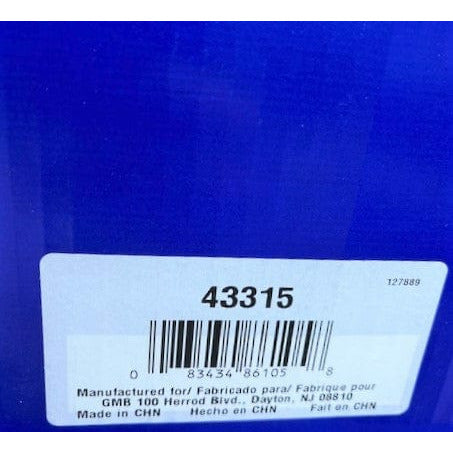 127889
43315
0 83434 86105 8
Manufactured for/ Fabricado para/ Fabrique pour
GMB 100 Herrod Blvd., Dayton, NJ 08810
Made in CHN Hecho en CHN Fait en CHN